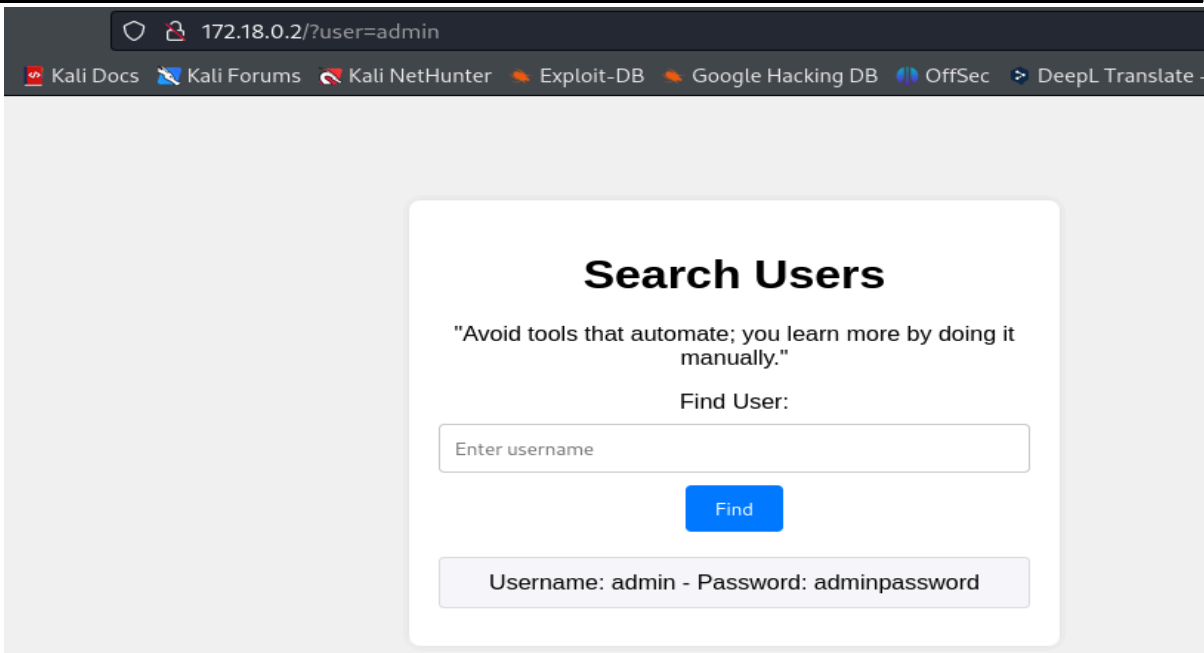 172.18.0.2/?user=admin
Kali Docs Kali Forums Kali NetHunter Exploit-DB Google Hacking DB OffSec DeepL Translate -
Search Users
"Avoid tools that automate; you learn more by doing it
manually."
Find User:
Enter username
Find
Username: admin - Password: adminpassword